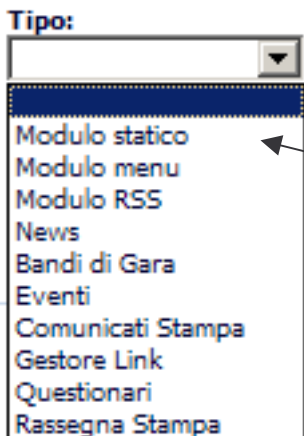 Tipo:
Modulo statico
Modulo menu
Modulo RSS
News
Bandi di Gara
Eventi
Comunicati Stampa
Gestore Link
Questionari
Rassegna Stampa